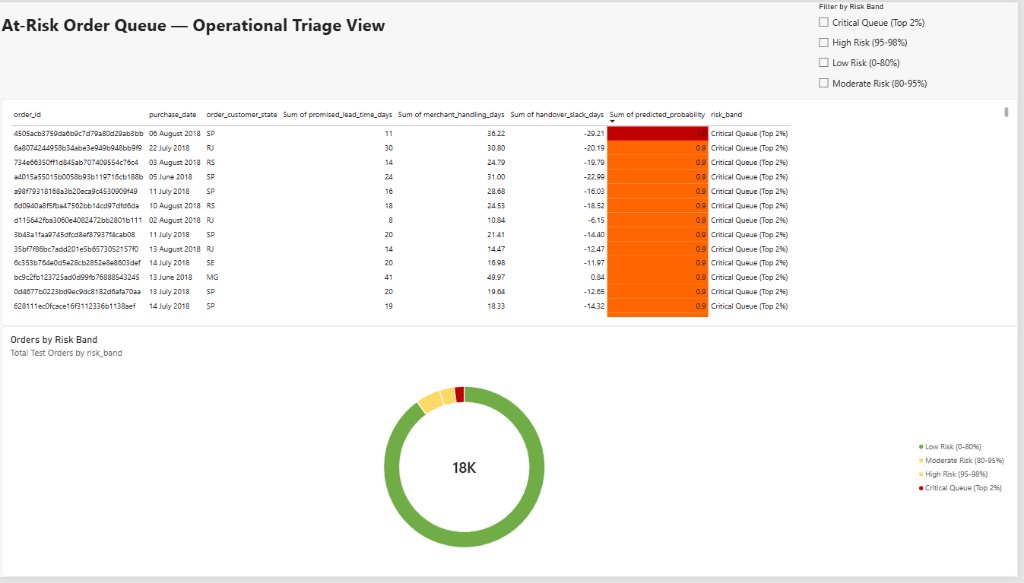 At-Risk Order Queue — Operational Triage View
Filter by Risk Band
Critical Queue (Top 2%)
High Risk (95-98%)
Low Risk (0-80%)
Moderate Risk (80-95%)
order_id purchase_date order_customer_state Sum of promised_lead_time_days Sum of merchant_handling_days Sum of handover_slack_days Sum of predicted_probability risk_band
06 August 2018 SP 11 36.22 -29.21 Critical Queue (Top 2%)
22 July 2018 RJ 30 30.80 -20.19 0.9 Critical Queue (Top 2%)
03 August 2018 RS 14 24.79 -19.79 0.9 Critical Queue (Top 2%)
05 June 2018 SP 24 31.00 -22.99 0.9 Critical Queue (Top 2%)
11 July 2018 SP 16 28.68 -16.03 0.9 Critical Queue (Top 2%)
10 August 2018 RS 18 24.53 -18.52 0.9 Critical Queue (Top 2%)
02 August 2018 RJ 8 10.84 -6.15 0.9 Critical Queue (Top 2%)
11 July 2018 SP 20 21.41 -14.40 0.9 Critical Queue (Top 2%)
13 August 2018 RJ 14 14.47 -12.47 0.9 Critical Queue (Top 2%)
14 July 2018 SE 20 16.98 -11.97 0.9 Critical Queue (Top 2%)
13 June 2018 MG 41 49.97 0.84 0.9 Critical Queue (Top 2%)
13 July 2018 SP 20 19.64 -12.65 0.9 Critical Queue (Top 2%)
14 July 2018 SP 19 18.33 -14.32 0.9 Critical Queue (Top 2%)
Orders by Risk Band
Total Test Orders by risk_band
18K
Low Risk (0-80%)
Moderate Risk (80-95%)
High Risk (95-98%)
Critical Queue (Top 2%)